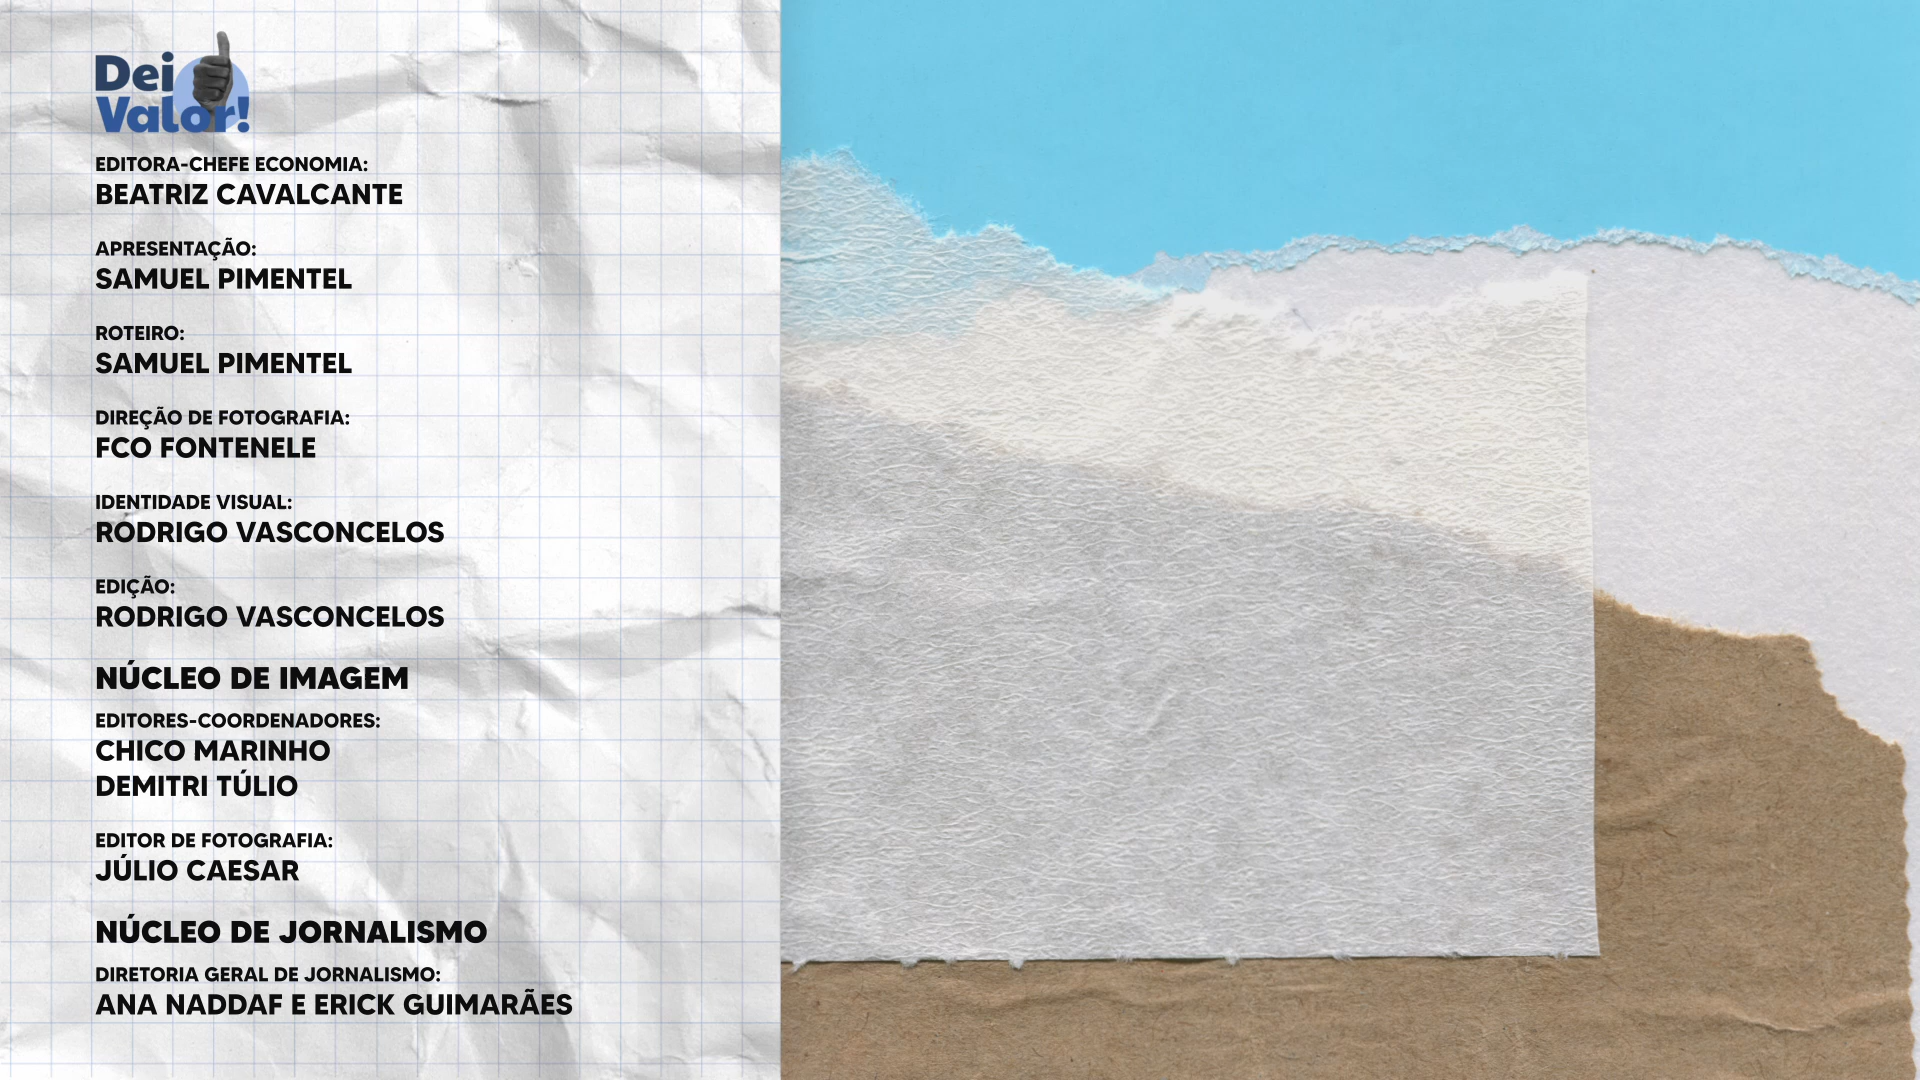 Dei
Valor!
EDITORA-CHEFE ECONOMIA:
BEATRIZ CAVALCANTE
APRESENTAÇÃO:
SAMUEL PIMENTEL
ROTEIRO:
SAMUEL PIMENTEL
DIREÇÃO DE FOTOGRAFIA:
FCO FONTENELE
IDENTIDADE VISUAL:
RODRIGO VASCONCELOS
EDIÇÃO:
RODRIGO VASCONCELOS
NÚCLEO DE IMAGEM
EDITORES-COORDENADORES:
CHICO MARINHO
DEMITRI TÚLIO
EDITOR DE FOTOGRAFIA:
JÚLIO CAESAR
NÚCLEO DE JORNALISMO
DIRETORIA GERAL DE JORNALISMO:
ANA NADDAF E ERICK GUIMARÃES